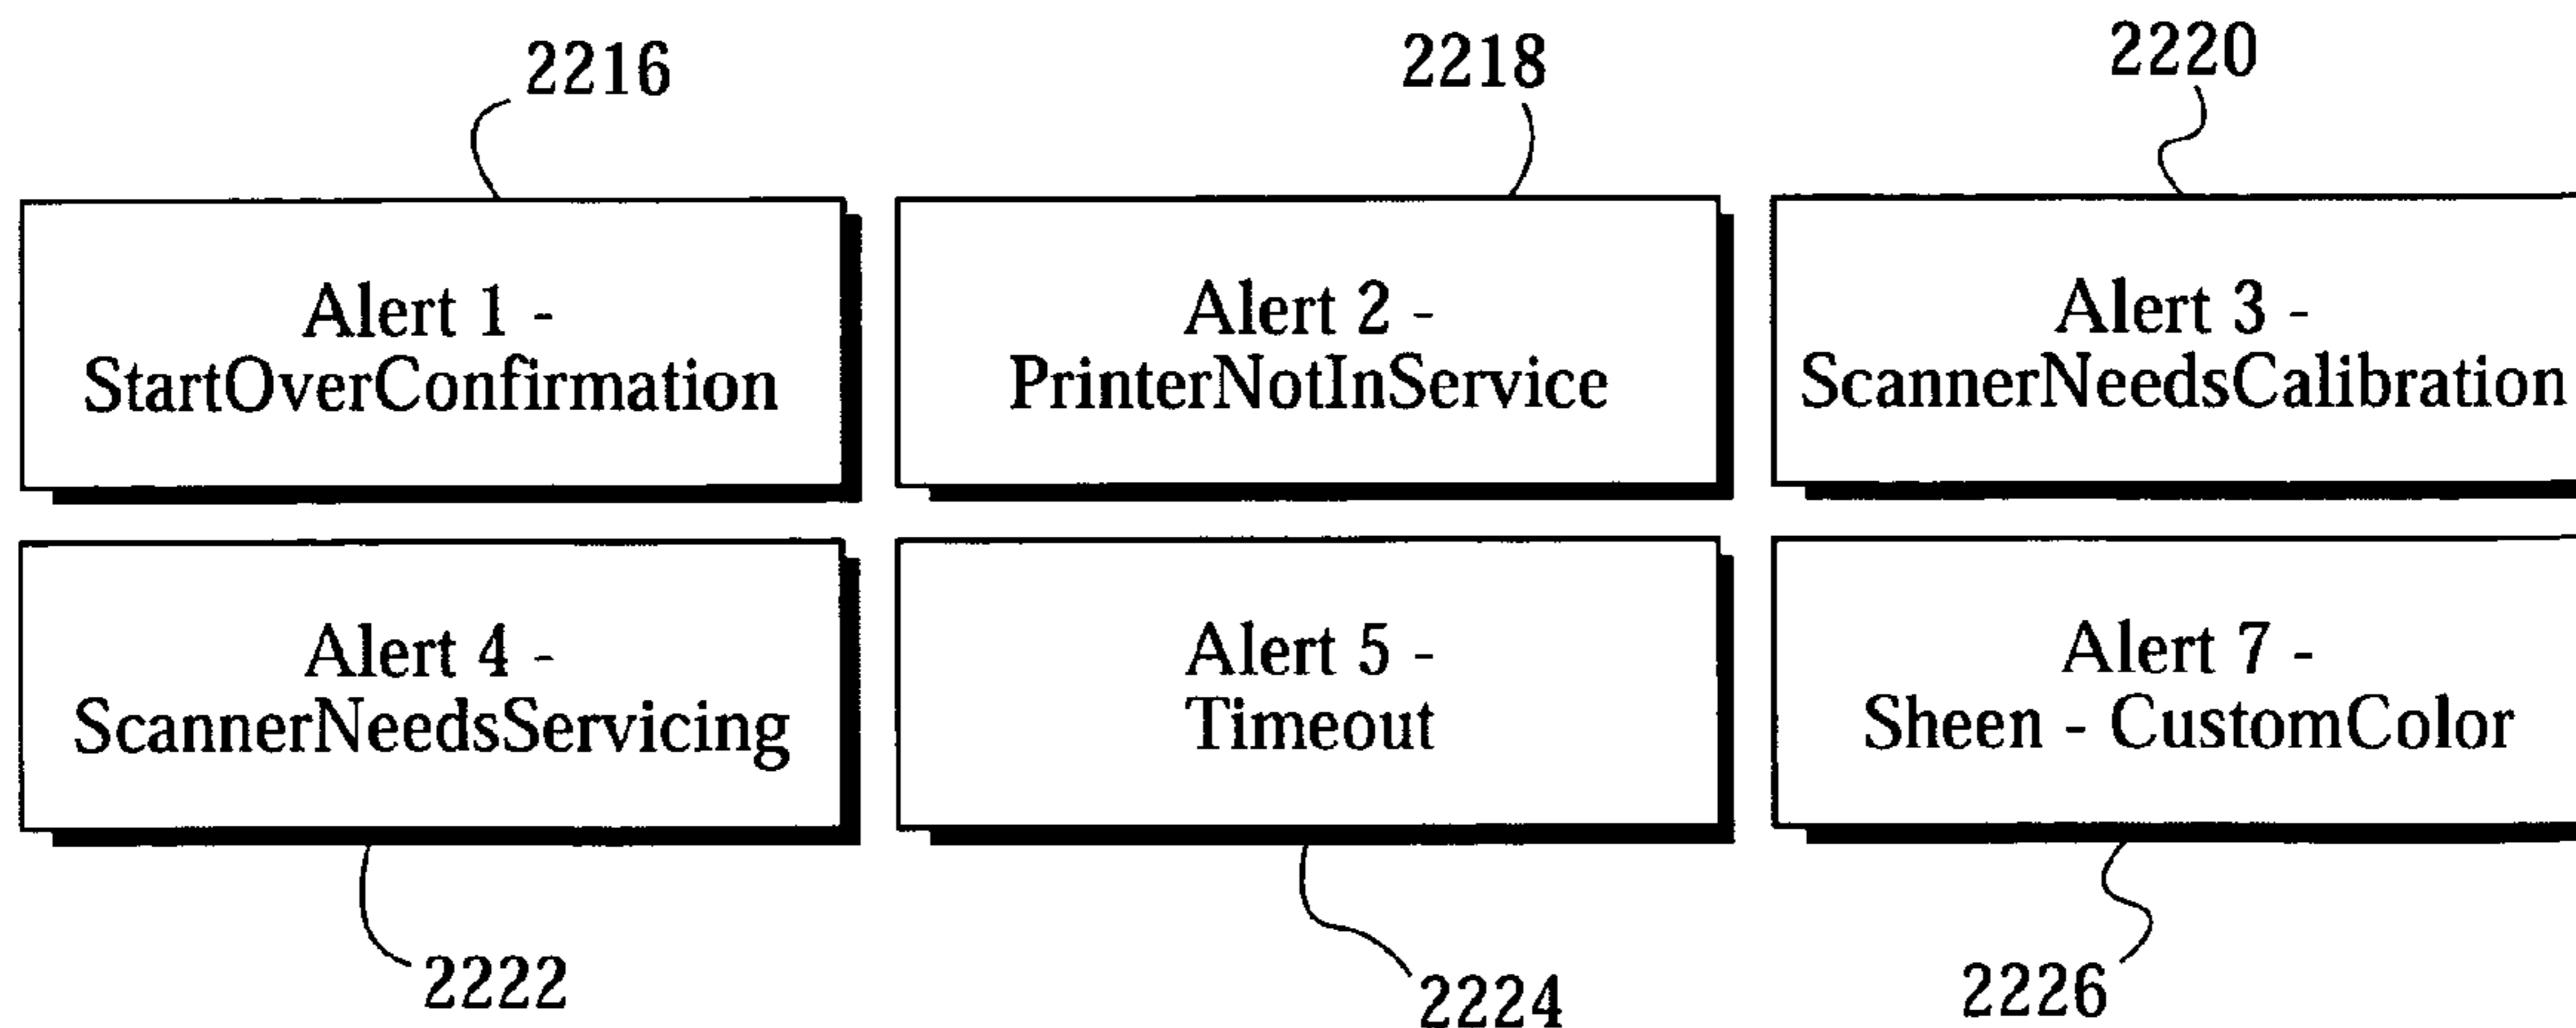 2216
2218
2220
Alert 1 -
StartOverConfirmation
Alert 2 -
PrinterNotInService
Alert 3 -
ScannerNeedsCalibration
Alert 4 -
ScannerNeedsServicing
Alert 5 -
Timeout
Alert 7 -
Sheen - CustomColor
2222
2224
2226